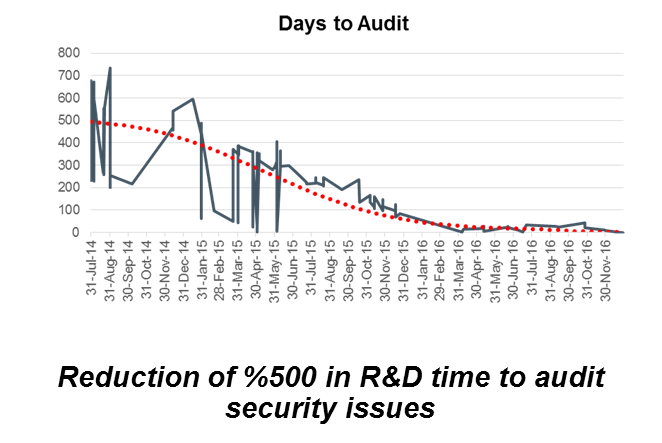 Days to Audit
800
700
600
500
400
300
200
100
0
31-Jul-14
31-Aug-14
30-Sep-14
31-Oct-14
30-Nov-14
31-Dec-14
31-Jan-15
28-Feb-15
31-Mar-15
30-Apr-15
31-May-15
30-Jun-15
31-Jul-15
31-Aug-15
30-Sep-15
31-Oct-15
30-Nov-15
31-Dec-15
31-Jan-16
29-Feb-16
31-Mar-16
30-Apr-16
31-May-16
30-Jun-16
31-Jul-16
31-Aug-16
30-Sep-16
31-Oct-16
30-Nov-16
Reduction of %500 in R&D time to audit
security issues